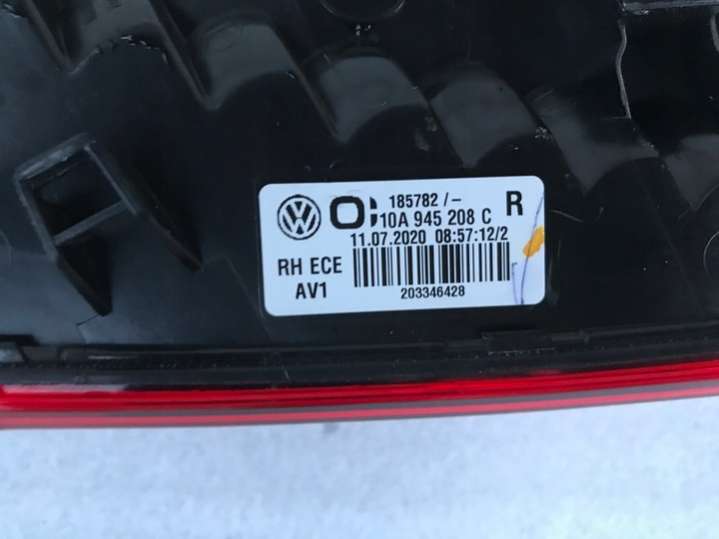 185782 /-
10A 945 208 C
R
11.07.2020 08:57:12/2
RH ECE
AV1
203346428